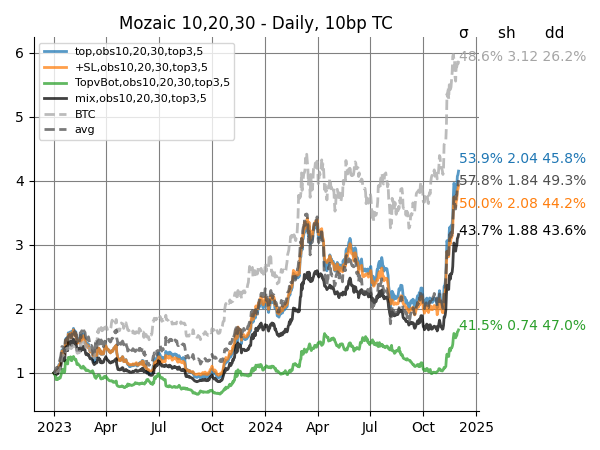 Mozaic 10,20,30 - Daily, 10bp TC
σ sh dd
top,obs10,20,30,top3,5
+SL,obs10,20,30,top3,5
TopvBot,obs10,20,30,top3,5
mix,obs10,20,30,top3,5
BTC
avg
48.6% 3.12 26.2%
53.9% 2.04 45.8%
57.8% 1.84 49.3%
50.0% 2.08 44.2%
43.7% 1.88 43.6%
41.5% 0.74 47.0%
6
5
4
3
2
1
2023 Apr Jul Oct 2024 Apr Jul Oct 2025